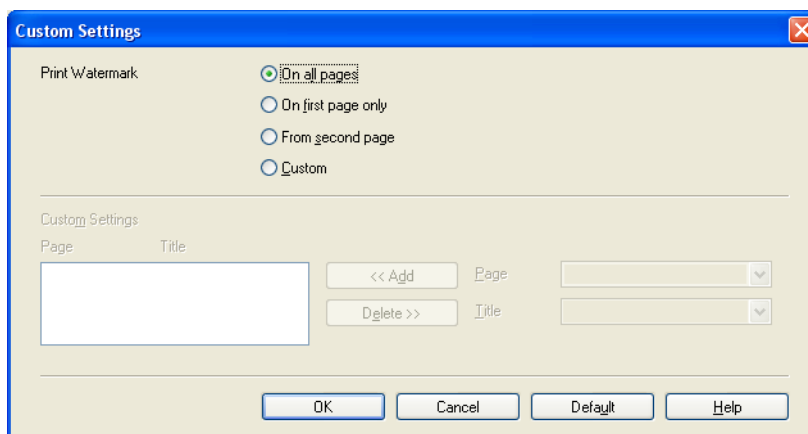 Custom Settings
Print Watermark
On all pages
On first page only
From second page
Custom
Custom Settings
Page Title
<< Add Page
Delete >> Title
OK Cancel Default Help